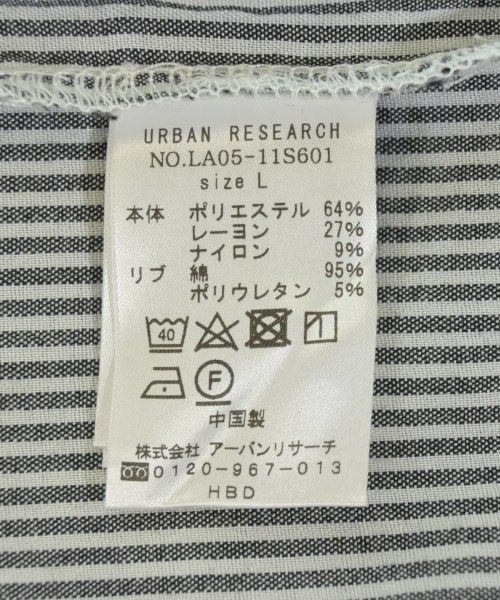 URBAN RESEARCH
NO.LA05-11S601
size L
本体 ポリエステル 64%
レーヨン 27%
ナイロン 9%
リブ 綿 95%
ポリウレタン 5%
40
F
中国製
株式会社 アーバンリサーチ
0120-967-013
HBD